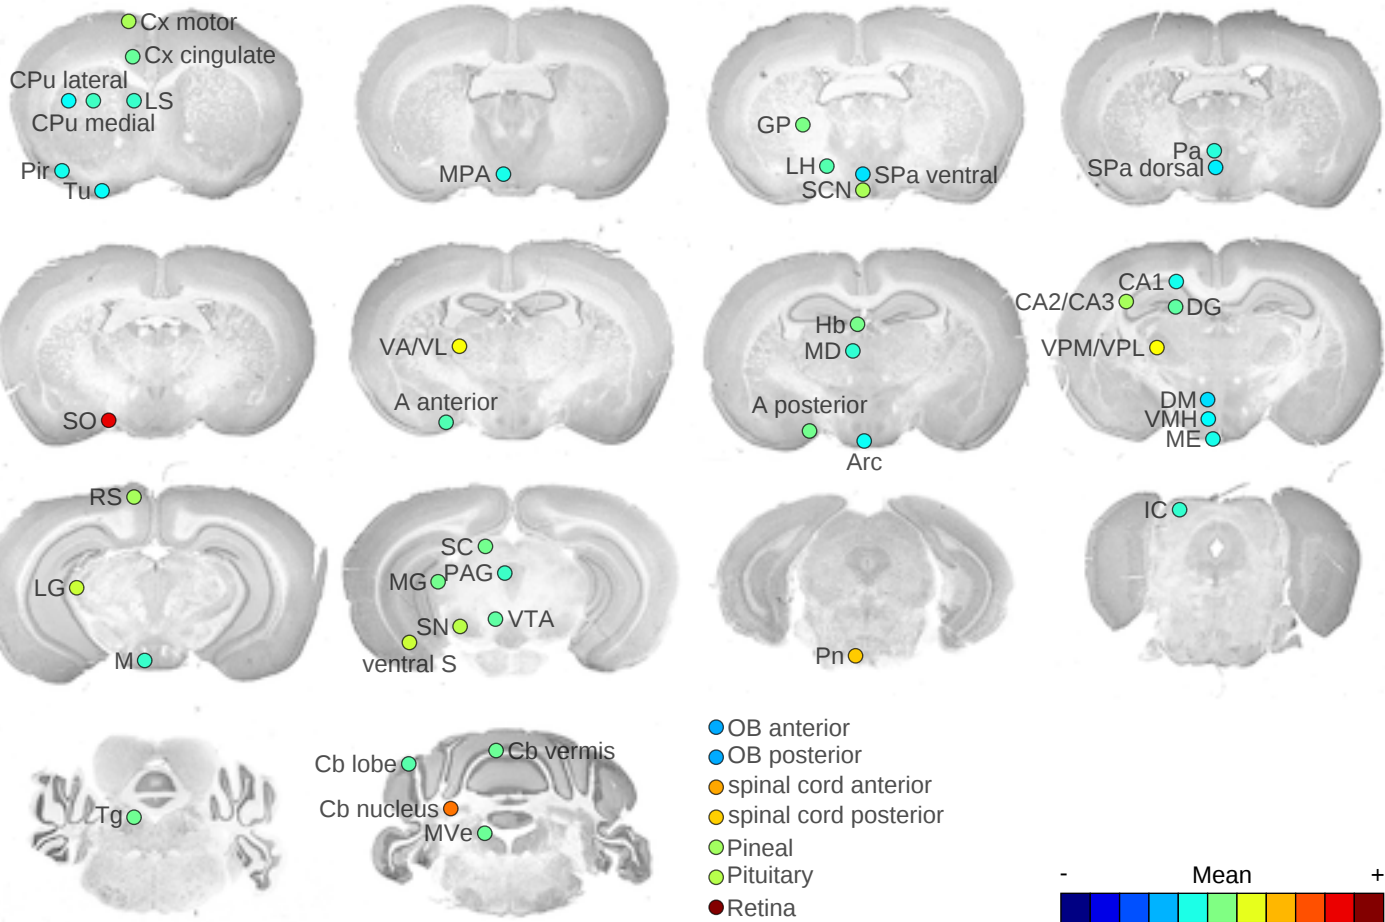 Cx motor
Cx cingulate
CPu lateral
LS
CPu medial
Pir
Tu
MPA
GP
LH
SPa ventral
SCN
Pa
SPa dorsal
SO
VA/VL
A anterior
Hb
MD
A posterior
Arc
CA1
CA2/CA3
DG
VPM/VPL
DM
VMH
ME
RS
LG
M
SC
MG
PAG
SN
VTA
ventral S
Pn
IC
Tg
Cb lobe
Cb vermis
Cb nucleus
MVe
OB anterior
OB posterior
spinal cord anterior
spinal cord posterior
Pineal
Pituitary
Retina
- Mean +